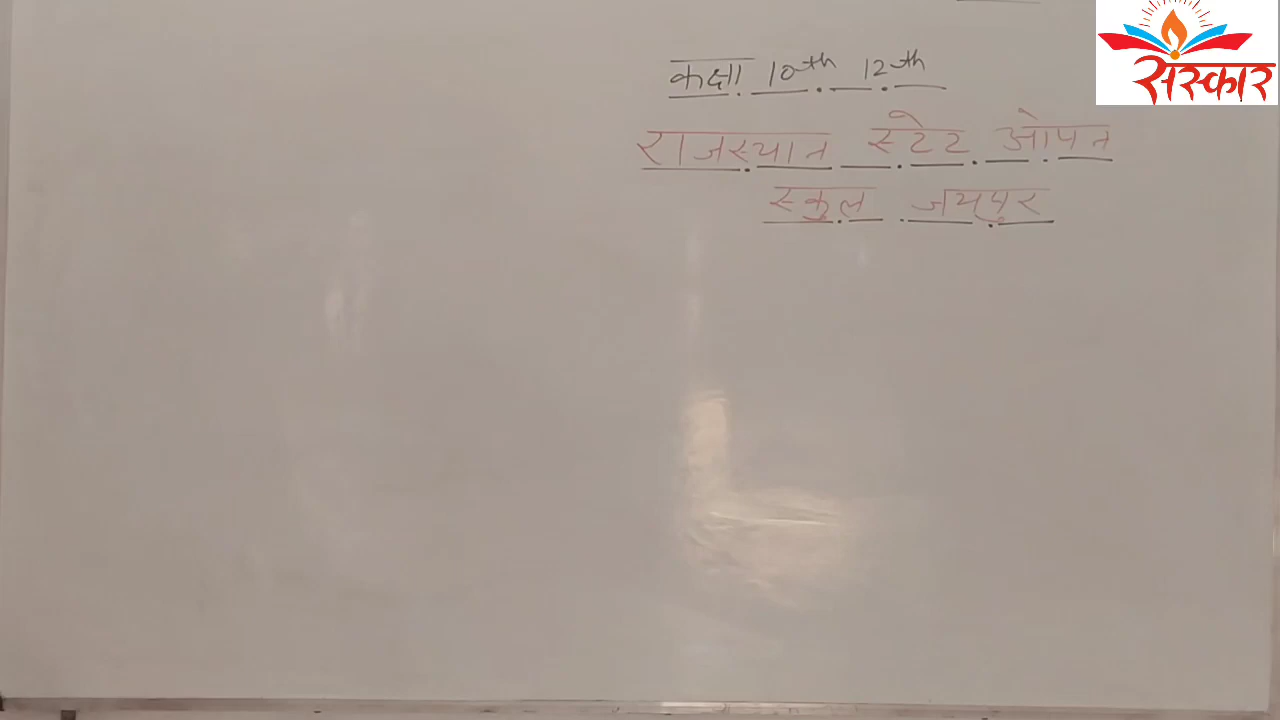 संस्कार
कक्षा 10th 12th
राजस्थान स्टेट ओपन
स्कुल जयपुर